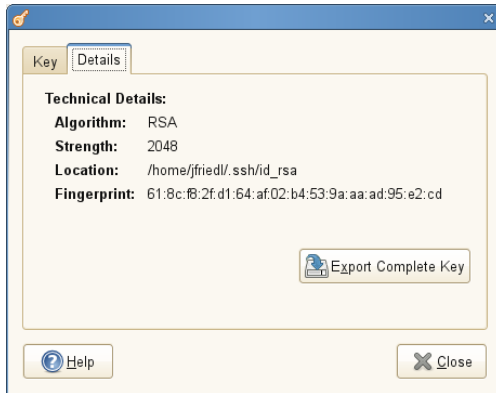 Key Details
Technical Details:
Algorithm: RSA
Strength: 2048
Location: /home/jfriedl/.ssh/id_rsa
Fingerprint: 61:8c:f8:2f:d1:64:af:02:b4:53:9a:aa:ad:95:e2:cd
Export Complete Key
Help Close